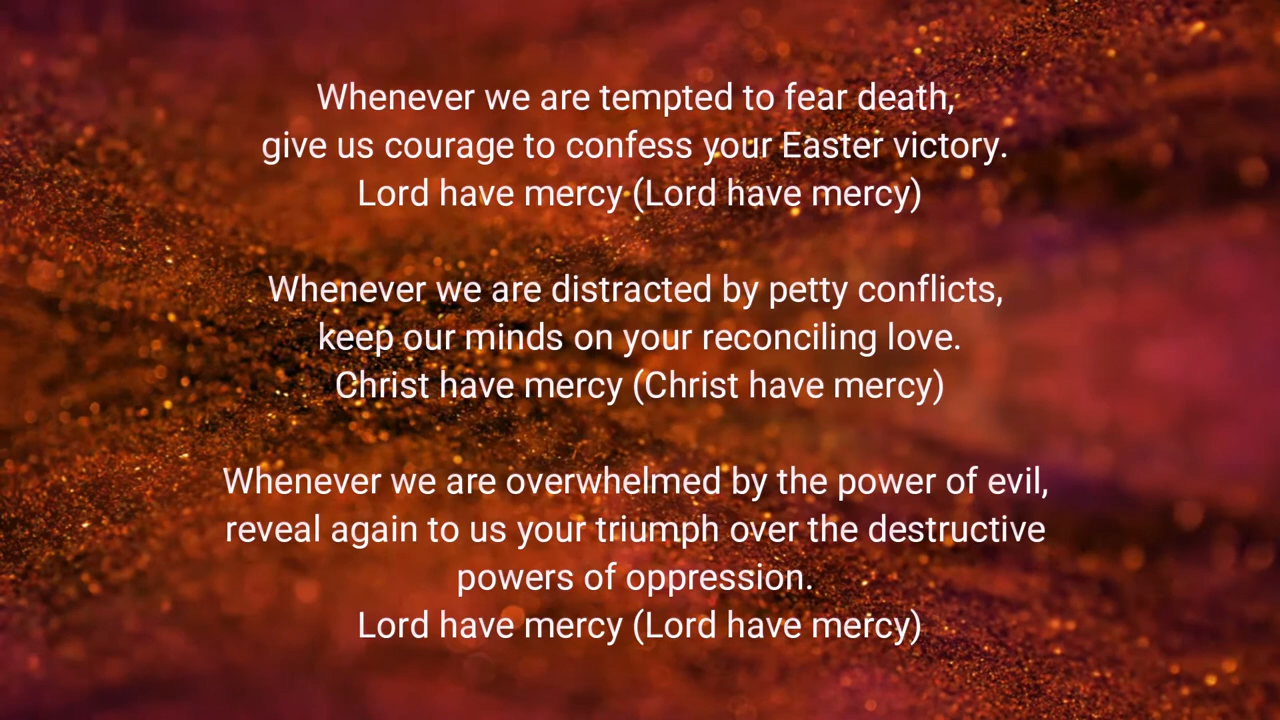 Whenever we are tempted to fear death,
give us courage to confess your Easter victory.
Lord have mercy (Lord have mercy)
Whenever we are distracted by petty conflicts,
keep our minds on your reconciling love.
Christ have mercy (Christ have mercy)
Whenever we are overwhelmed by the power of evil,
reveal again to us your triumph over the destructive
powers of oppression.
Lord have mercy (Lord have mercy)